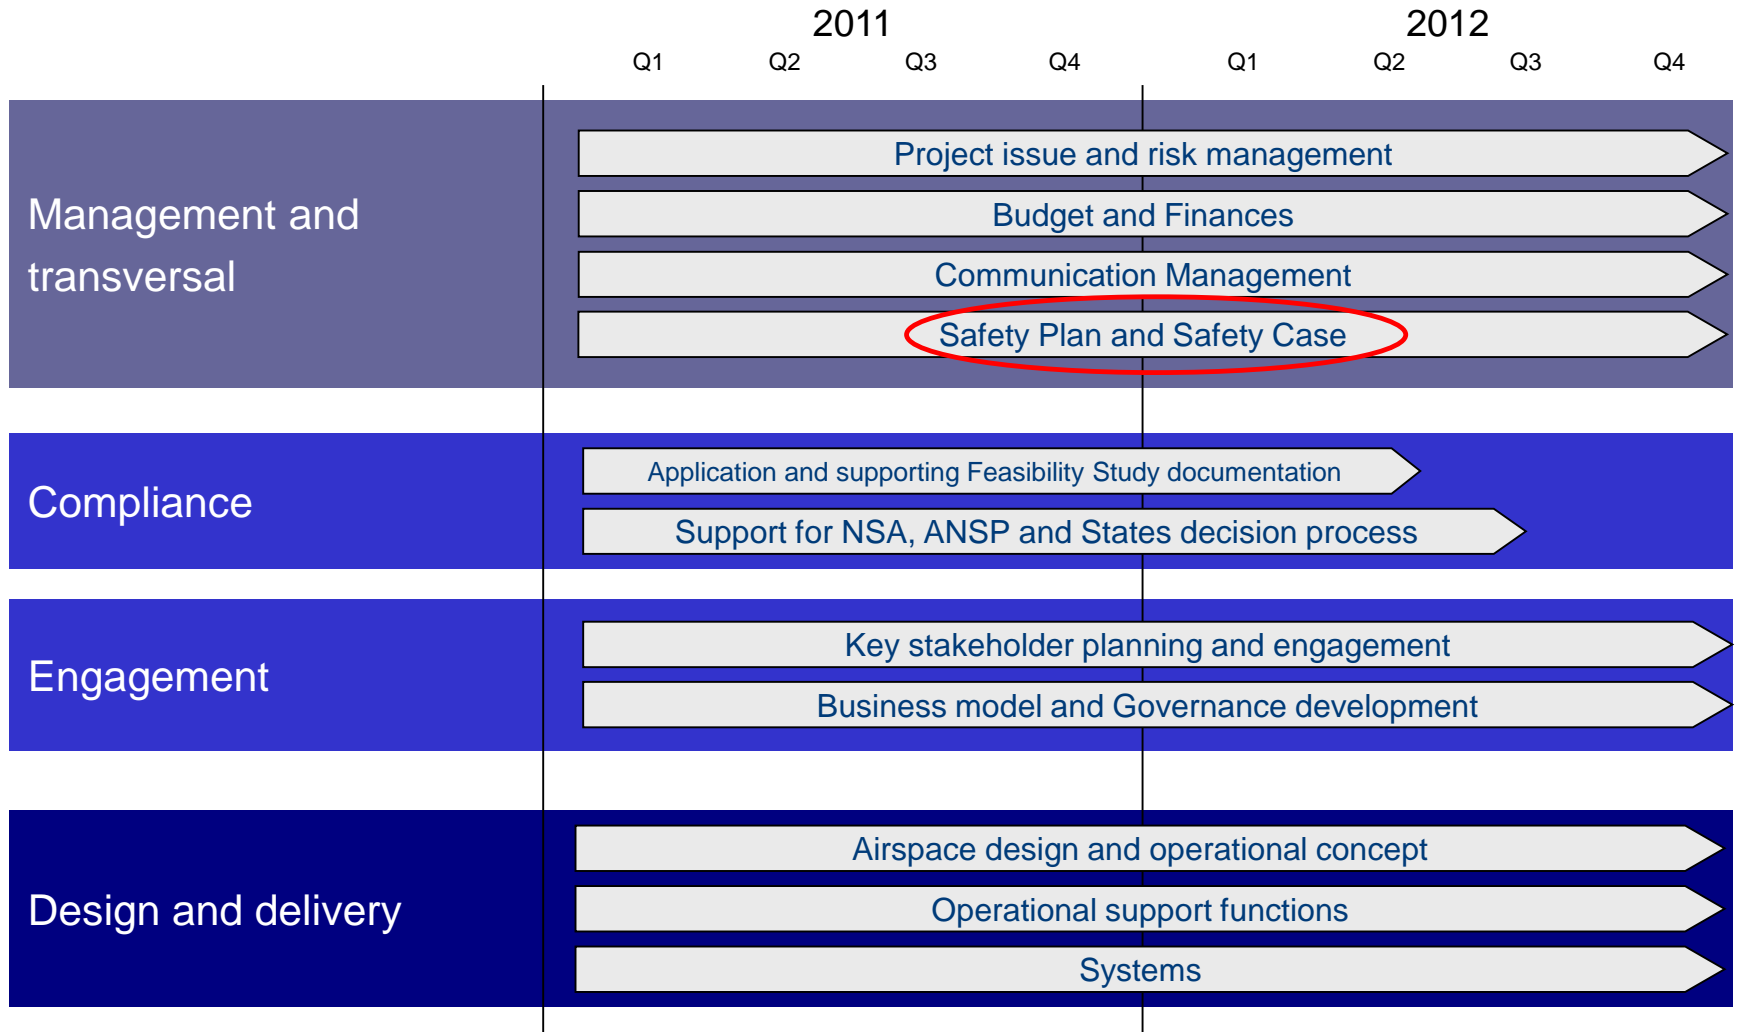 2011 2012
Q1 Q2 Q3 Q4 Q1 Q2 Q3 Q4
Management and
transversal
Project issue and risk management
Budget and Finances
Communication Management
Safety Plan and Safety Case
Compliance
Application and supporting Feasibility Study documentation
Support for NSA, ANSP and States decision process
Engagement
Key stakeholder planning and engagement
Business model and Governance development
Design and delivery
Airspace design and operational concept
Operational support functions
Systems